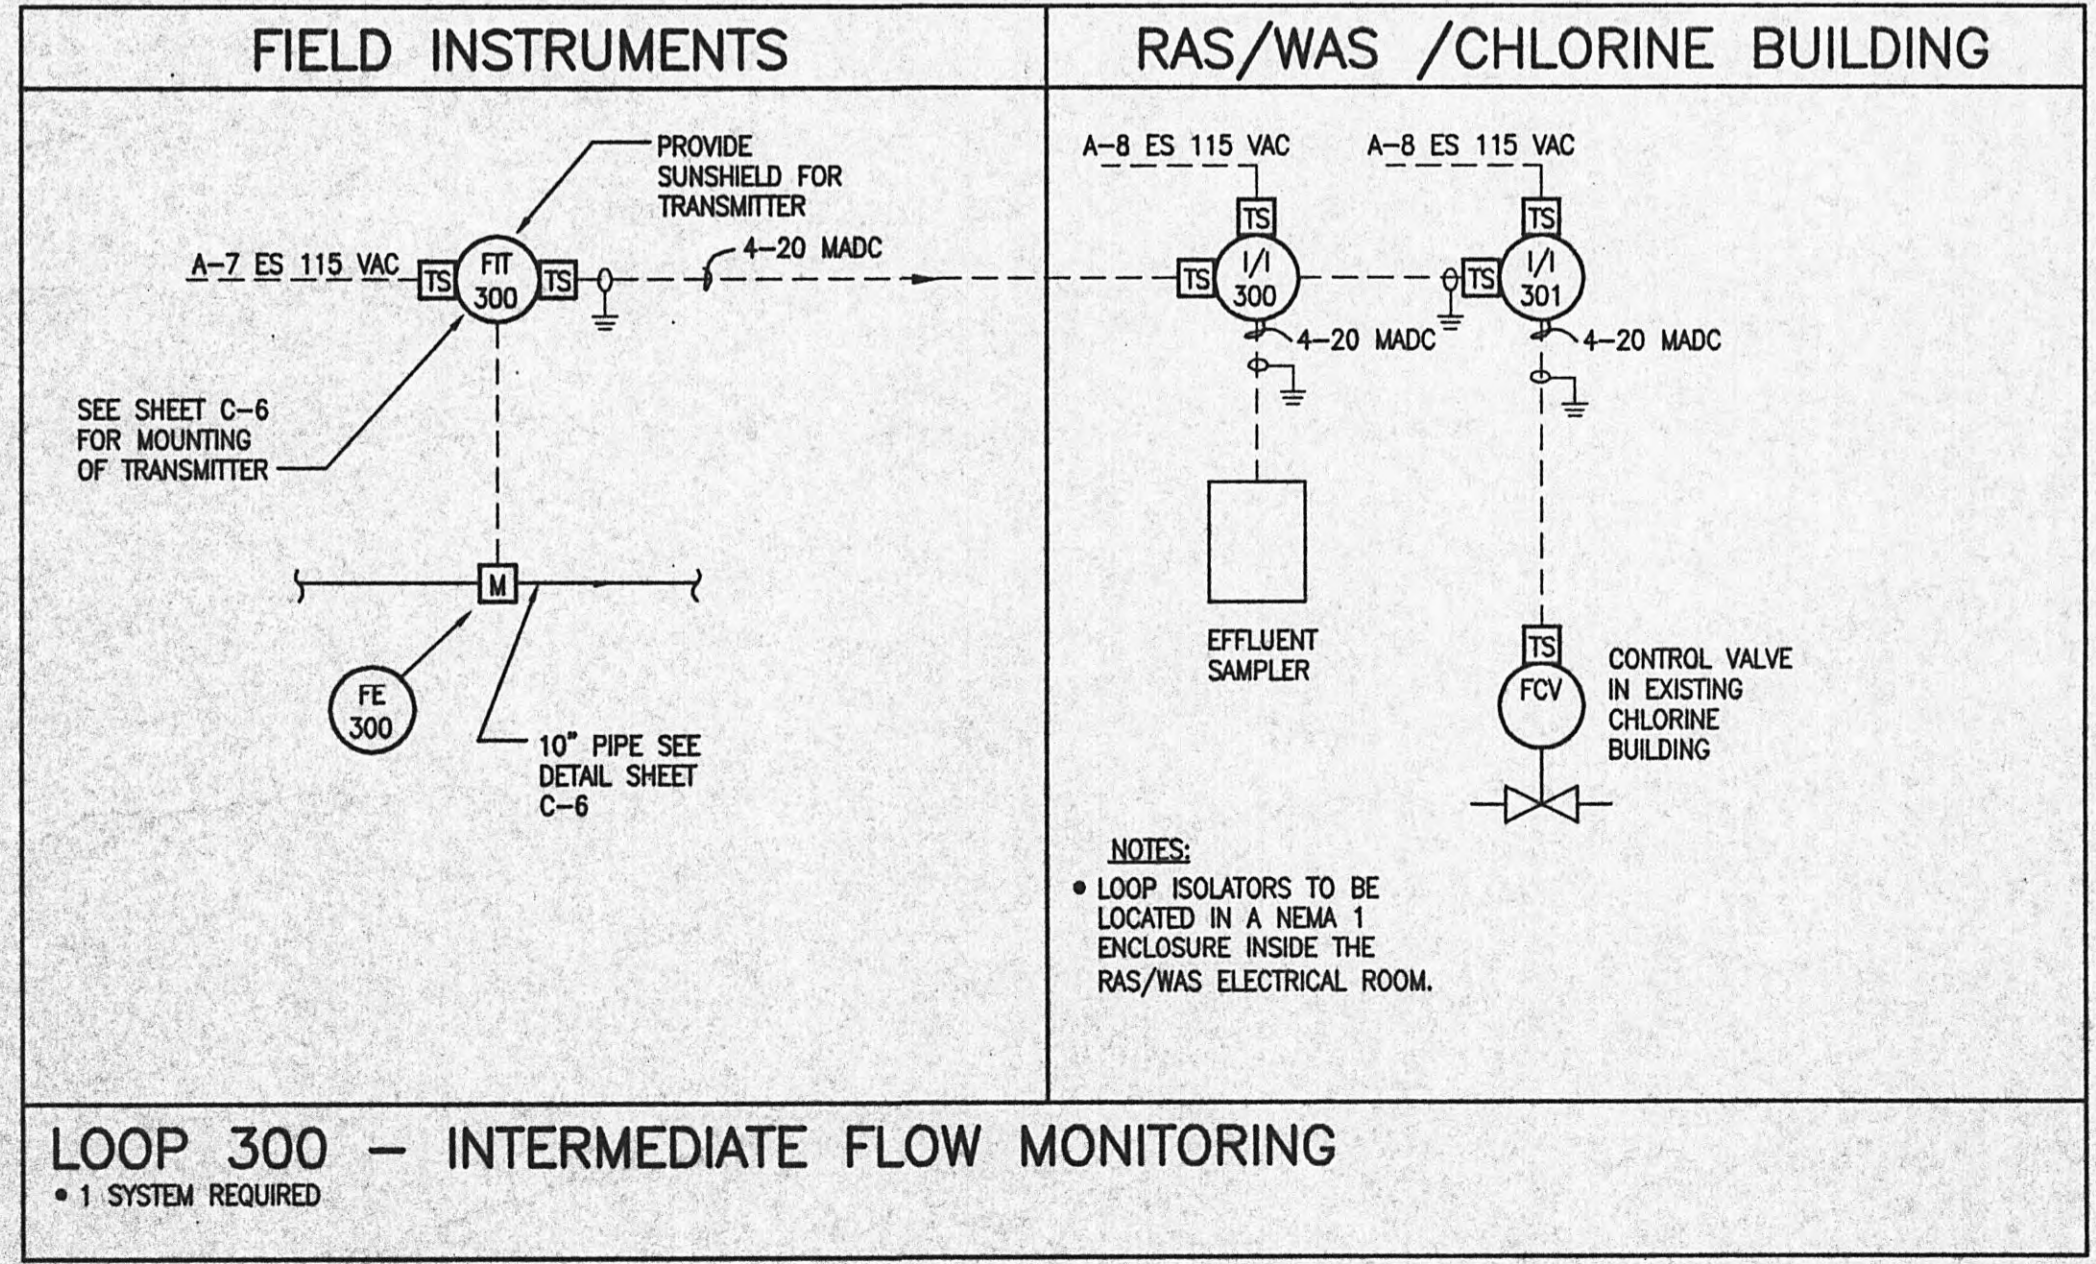 FIELD INSTRUMENTS
RAS/WAS /CHLORINE BUILDING
PROVIDE
SUNSHIELD FOR
TRANSMITTER
4-20 MADC
A-7 ES 115 VAC
TS
FIT
300
TS
SEE SHEET C-6
FOR MOUNTING
OF TRANSMITTER
M
FE
300
10" PIPE SEE
DETAIL SHEET
C-6
A-8 ES 115 VAC
A-8 ES 115 VAC
TS
TS
TS
I/I
300
TS
I/I
301
4-20 MADC
4-20 MADC
EFFLUENT
SAMPLER
TS
FCV
CONTROL VALVE
IN EXISTING
CHLORINE
BUILDING
NOTES:
• LOOP ISOLATORS TO BE
LOCATED IN A NEMA 1
ENCLOSURE INSIDE THE
RAS/WAS ELECTRICAL ROOM.
LOOP 300 - INTERMEDIATE FLOW MONITORING
• 1 SYSTEM REQUIRED